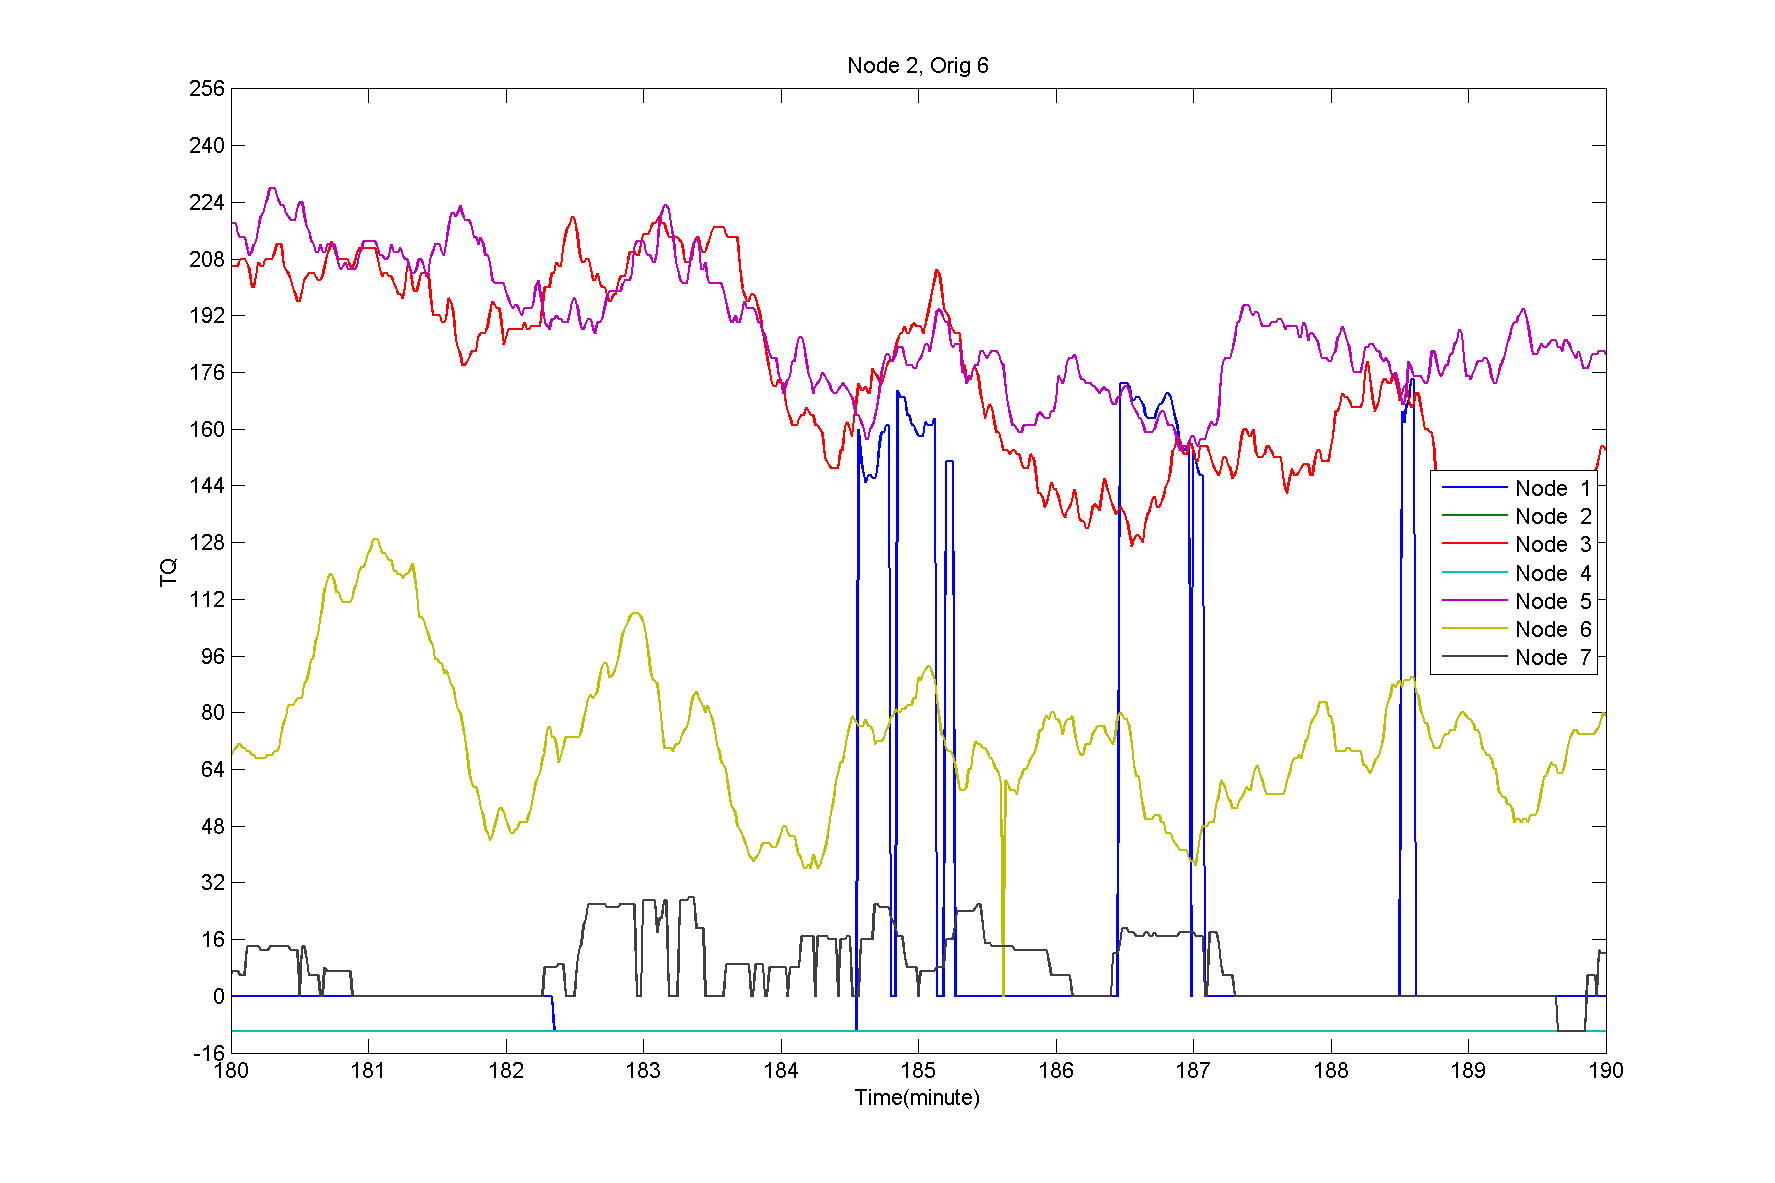 Node 2, Orig 6
256
240
224
208
192
176
160
144
128
112
96
80
64
48
32
16
0
-16
TQ
Node 1
Node 2
Node 3
Node 4
Node 5
Node 6
Node 7
180 181 182 183 184 185 186 187 188 189 190
Time(minute)